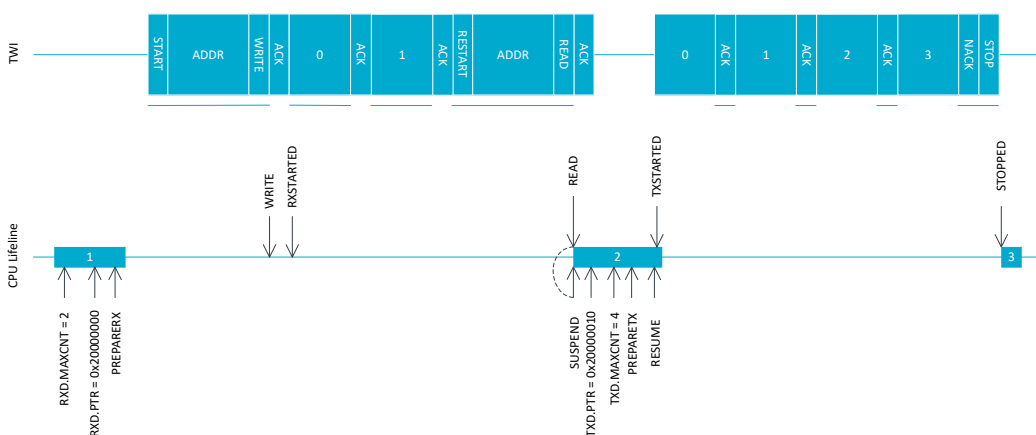 TWI
START
ADDR
WRITE
ACK
0
ACK
1
ACK
RESTART
ADDR
READ
ACK
0
ACK
1
ACK
2
ACK
3
NACK
STOP
WRITE
RXSTARTED
READ
TXSTARTED
STOPPED
CPU Lifeline
1
2
3
RXD.MAXCNT = 2
RXD.PTR = 0x20000000
PREPARERX
SUSPEND
TXD.PTR = 0x20000010
TXD.MAXCNT = 4
PREPARETX
RESUME